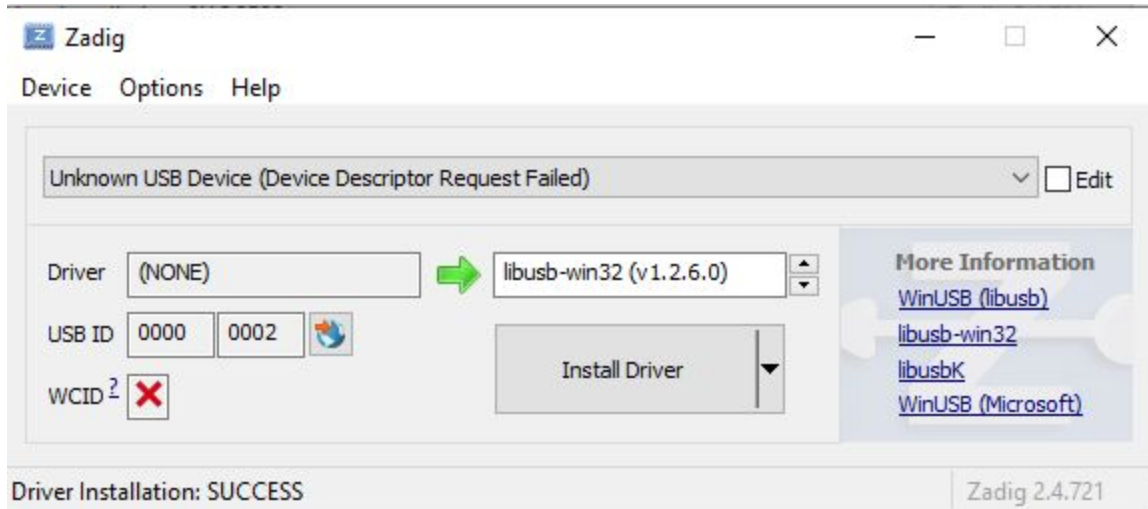 Zadig
Device Options Help
Unknown USB Device (Device Descriptor Request Failed)
Edit
Driver (NONE) libusb-win32 (v1.2.6.0)
USB ID 0000 0002
WCID ?
Install Driver
More Information
WinUSB (libusb)
libusb-win32
libusbK
WinUSB (Microsoft)
Driver Installation: SUCCESS
Zadig 2.4.721